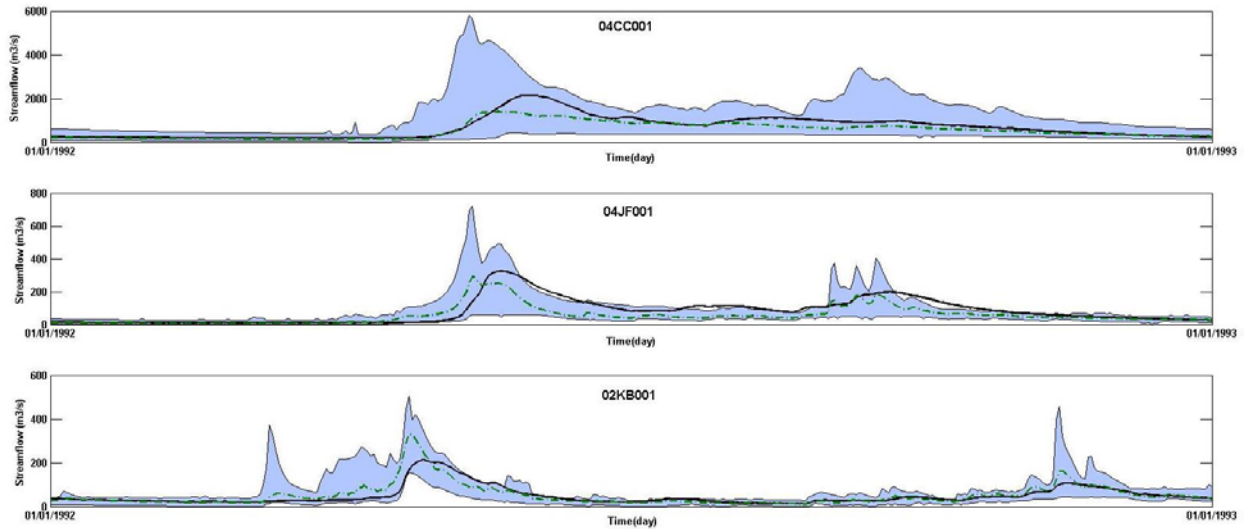 6000
04CC001
4000
Streamflow (m3/s)
2000
0
01/01/1992
Time(day)
01/01/1993
800
04JF001
600
Streamflow (m3/s)
400
200
0
01/01/1992
Time(day)
01/01/1993
600
02KB001
400
Streamflow (m3/s)
200
0
01/01/1992
Time(day)
01/01/1993